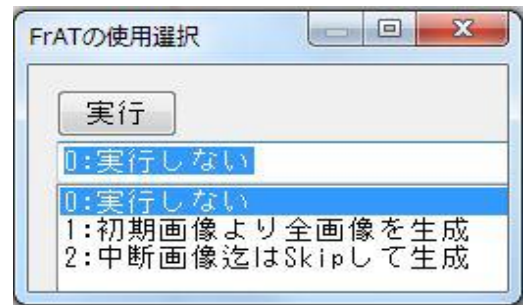 FrATの使用選択
実行
0:実行しない
0:実行しない
1:初期画像より全画像を生成
2:中断画像迄はSkipして生成